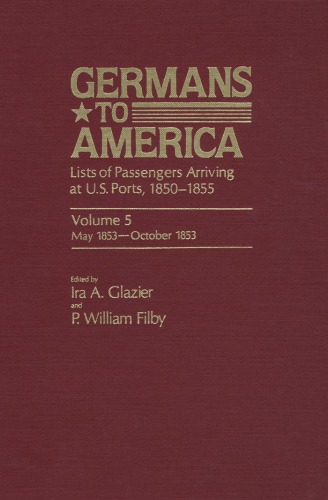 GERMANS
TO
AMERICA
Lists of Passengers Arriving
at U.S. Ports, 1850–1855
Volume 5
May 1853—October 1853
Edited by
Ira A. Glazier
and
P. William Filby